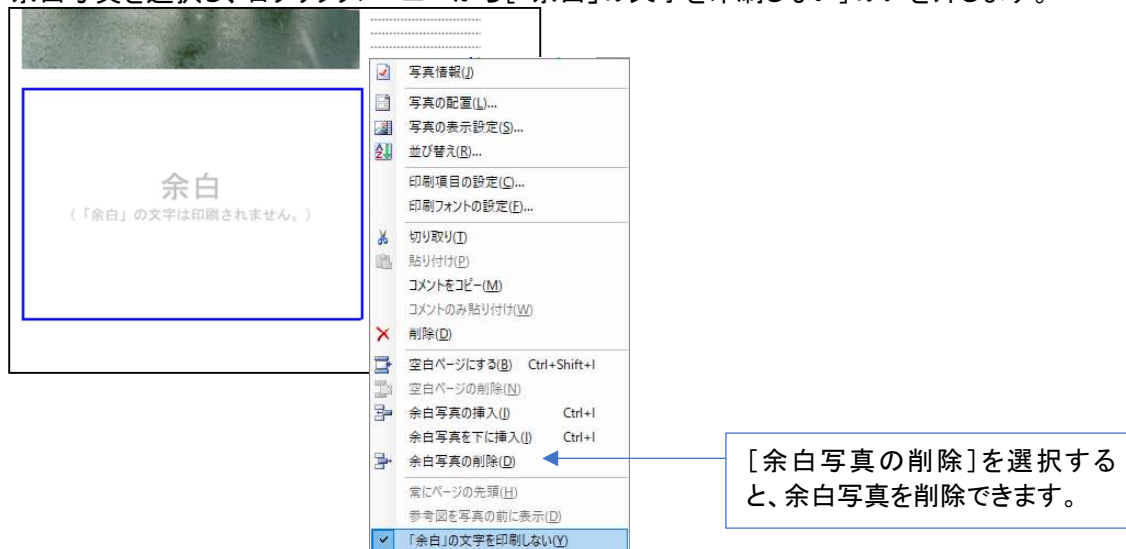 余白写真を選択し、右クリックメニューから[「余白」の文字を印刷しない]の✓を外します。
余白
(「余白」の文字は印刷されません。)
写真情報(J)
写真の配置(L)...
写真の表示設定(S)...
並び替え(R)...
印刷項目の設定(C)...
印刷フォントの設定(F)...
切り取り(T)
貼り付け(P)
コメントをコピー(M)
コメントのみ貼り付け(W)
削除(D)
空白ページにする(B) Ctrl+Shift+I
空白ページの削除(N)
余白写真の挿入(I) Ctrl+I
余白写真を下に挿入(I) Ctrl+I
余白写真の削除(D)
常にページの先頭(H)
参考図を写真の前に表示(D)
「余白」の文字を印刷しない(Y)
[余白写真の削除]を選択する
と、余白写真を削除できます。